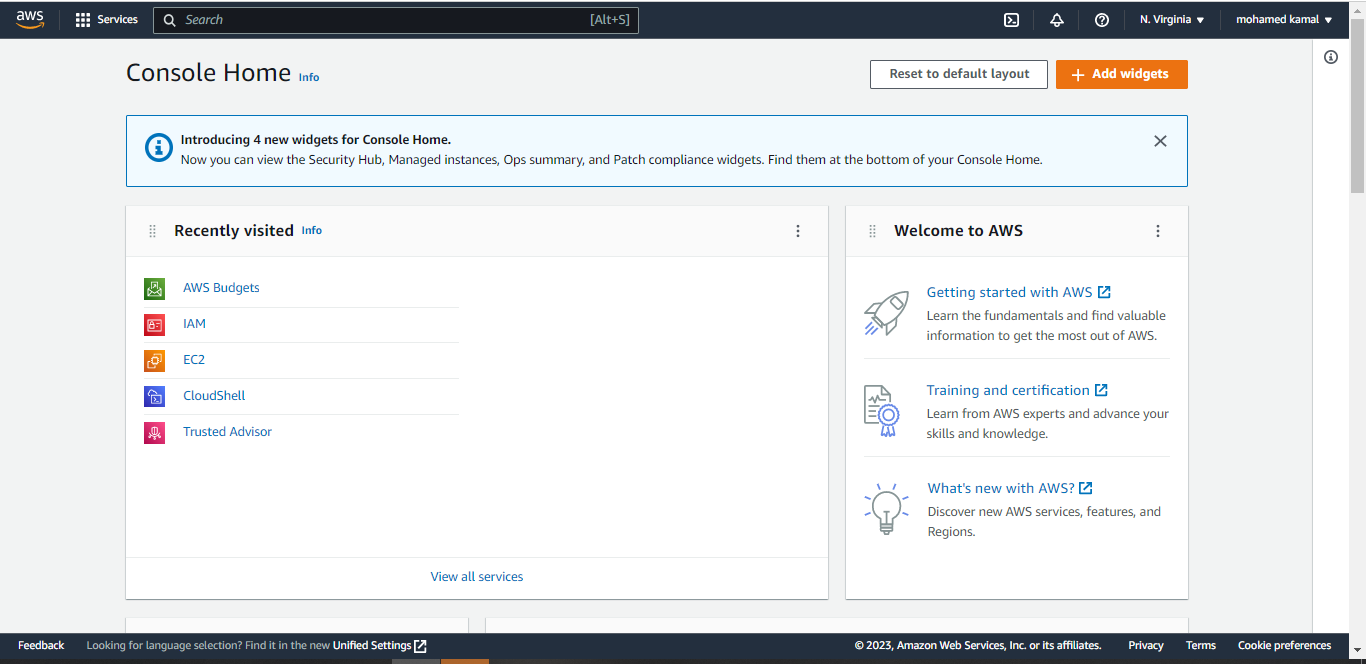 aws
Services
Search
[Alt+S]
N. Virginia
mohamed kamal
Console Home
Info
Reset to default layout
Add widgets
Introducing 4 new widgets for Console Home.
Now you can view the Security Hub, Managed instances, Ops summary, and Patch compliance widgets. Find them at the bottom of your Console Home.
Recently visited
Info
AWS Budgets
IAM
EC2
CloudShell
Trusted Advisor
View all services
Welcome to AWS
Getting started with AWS
Learn the fundamentals and find valuable
information to get the most out of AWS.
Training and certification
Learn from AWS experts and advance your
skills and knowledge.
What's new with AWS?
Discover new AWS services, features, and
Regions.
Feedback
Looking for language selection? Find it in the new Unified Settings
© 2023, Amazon Web Services, Inc. or its affiliates.
Privacy
Terms
Cookie preferences